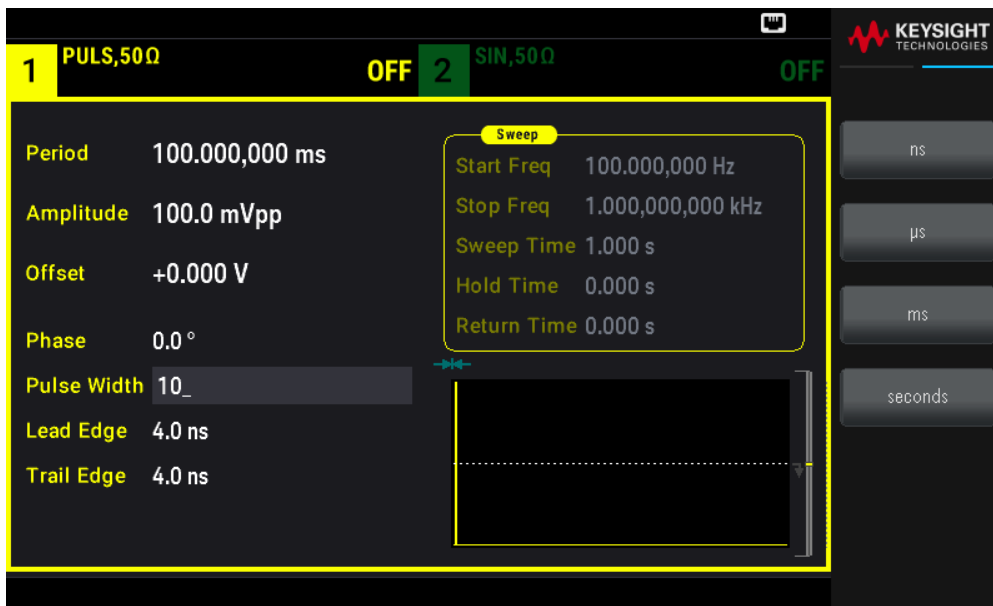 KEYSIGHT
TECHNOLOGIES
1 PULS,50Ω OFF
2 SIN,50Ω OFF
Period 100.000,000 ms
Amplitude 100.0 mVpp
Offset +0.000 V
Phase 0.0 °
Pulse Width 10_
Lead Edge 4.0 ns
Trail Edge 4.0 ns
Sweep
Start Freq 100.000,000 Hz
Stop Freq 1.000,000,000 kHz
Sweep Time 1.000 s
Hold Time 0.000 s
Return Time 0.000 s
ns
µs
ms
seconds